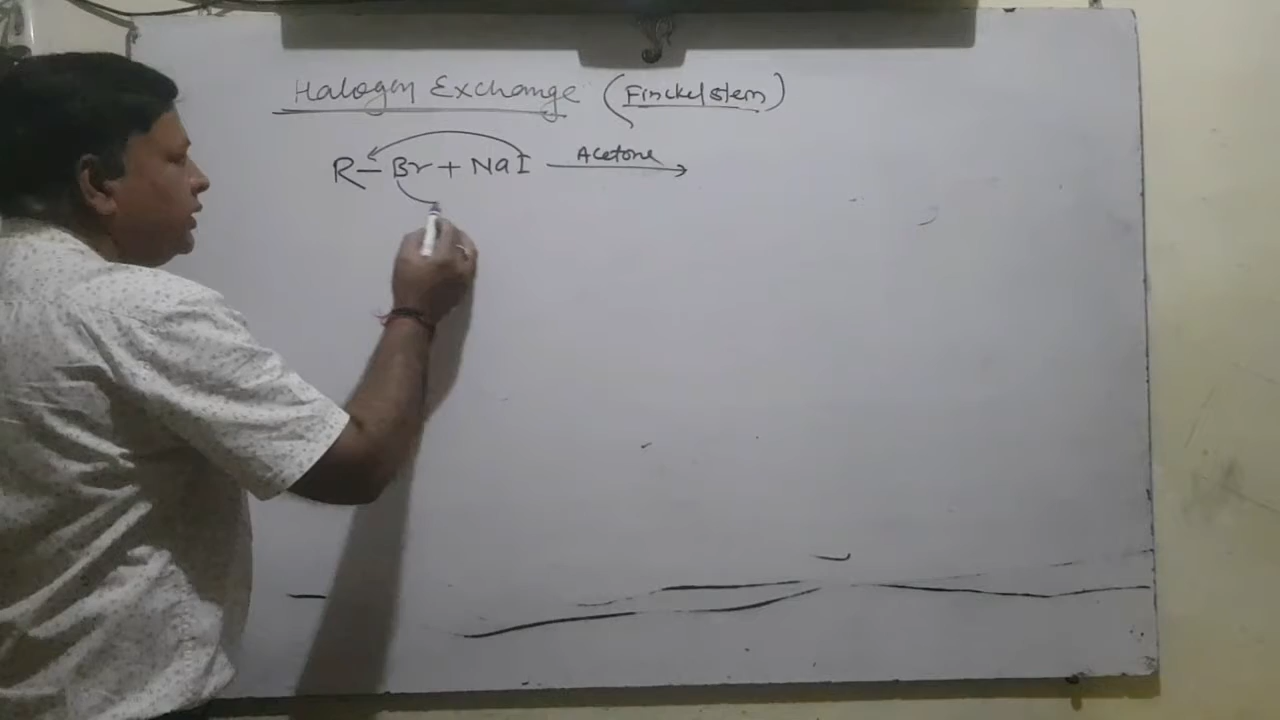 Halogen Exchange (Finckelstein)
R-Br + NaI Acetone →